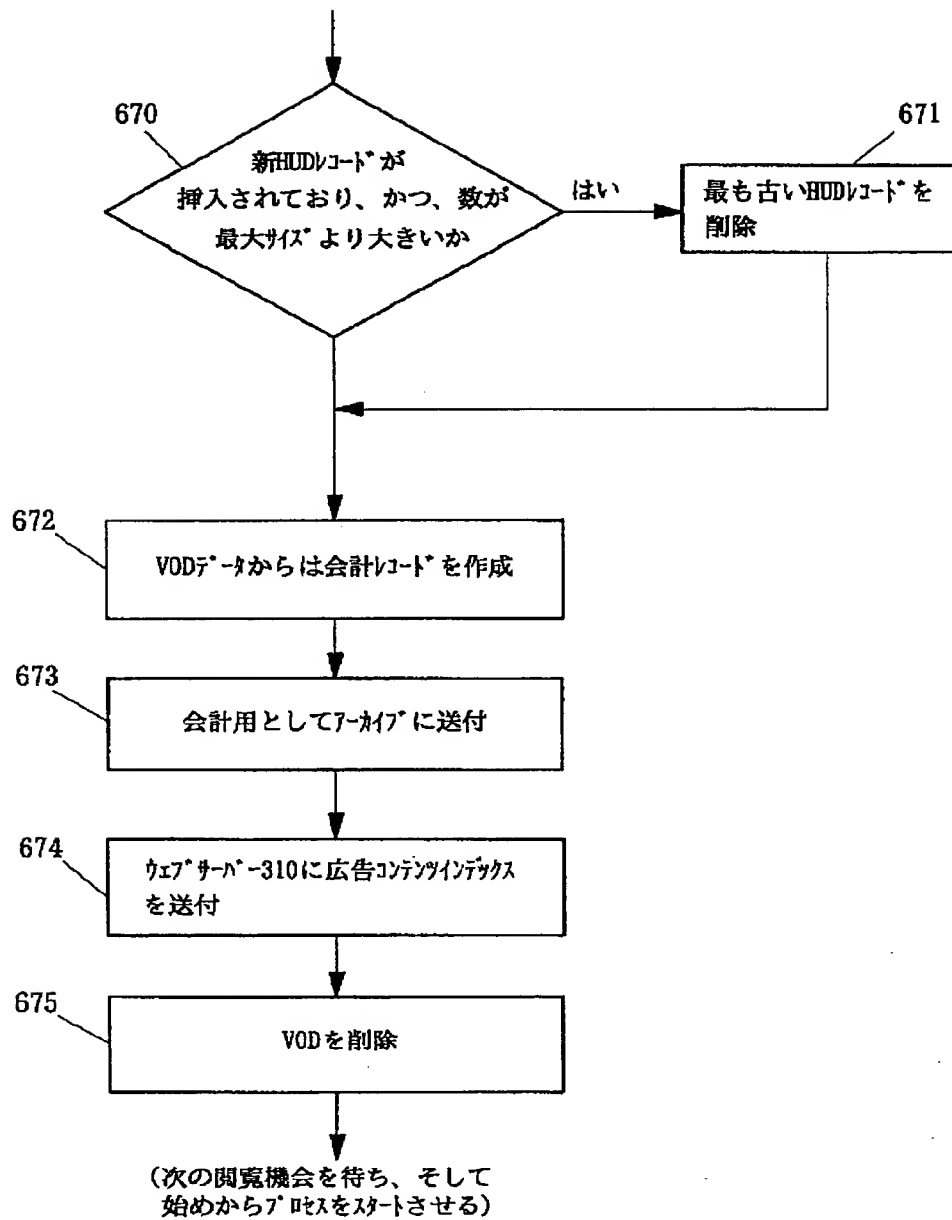 670
新HUDﾚｺｰﾄﾞが
挿入されており、かつ、数が
最大ｻｲｽﾞより大きいか
はい
671
最も古いHUDﾚｺｰﾄﾞを
削除
672
VODﾃﾞｰﾀからは会計ﾚｺｰﾄﾞを作成
673
会計用としてｱｰｶｲﾌﾞに送付
674
ｳｪﾌﾞｻｰﾊﾞｰ310に広告ｺﾝﾃﾝﾂｲﾝﾃﾞｯｸｽ
を送付
675
VODを削除
(次の閲覧機会を待ち、そして
始めからﾌﾟﾛｾｽをｽﾀｰﾄさせる)